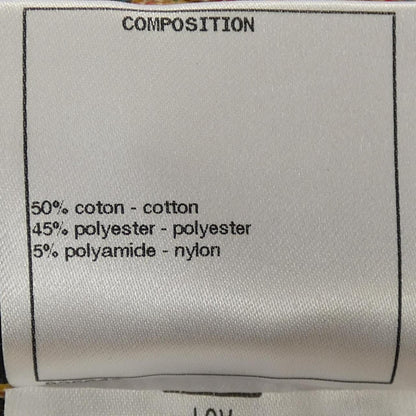 COMPOSITION
50% coton - cotton
45% polyester - polyester
5% polyamide - nylon